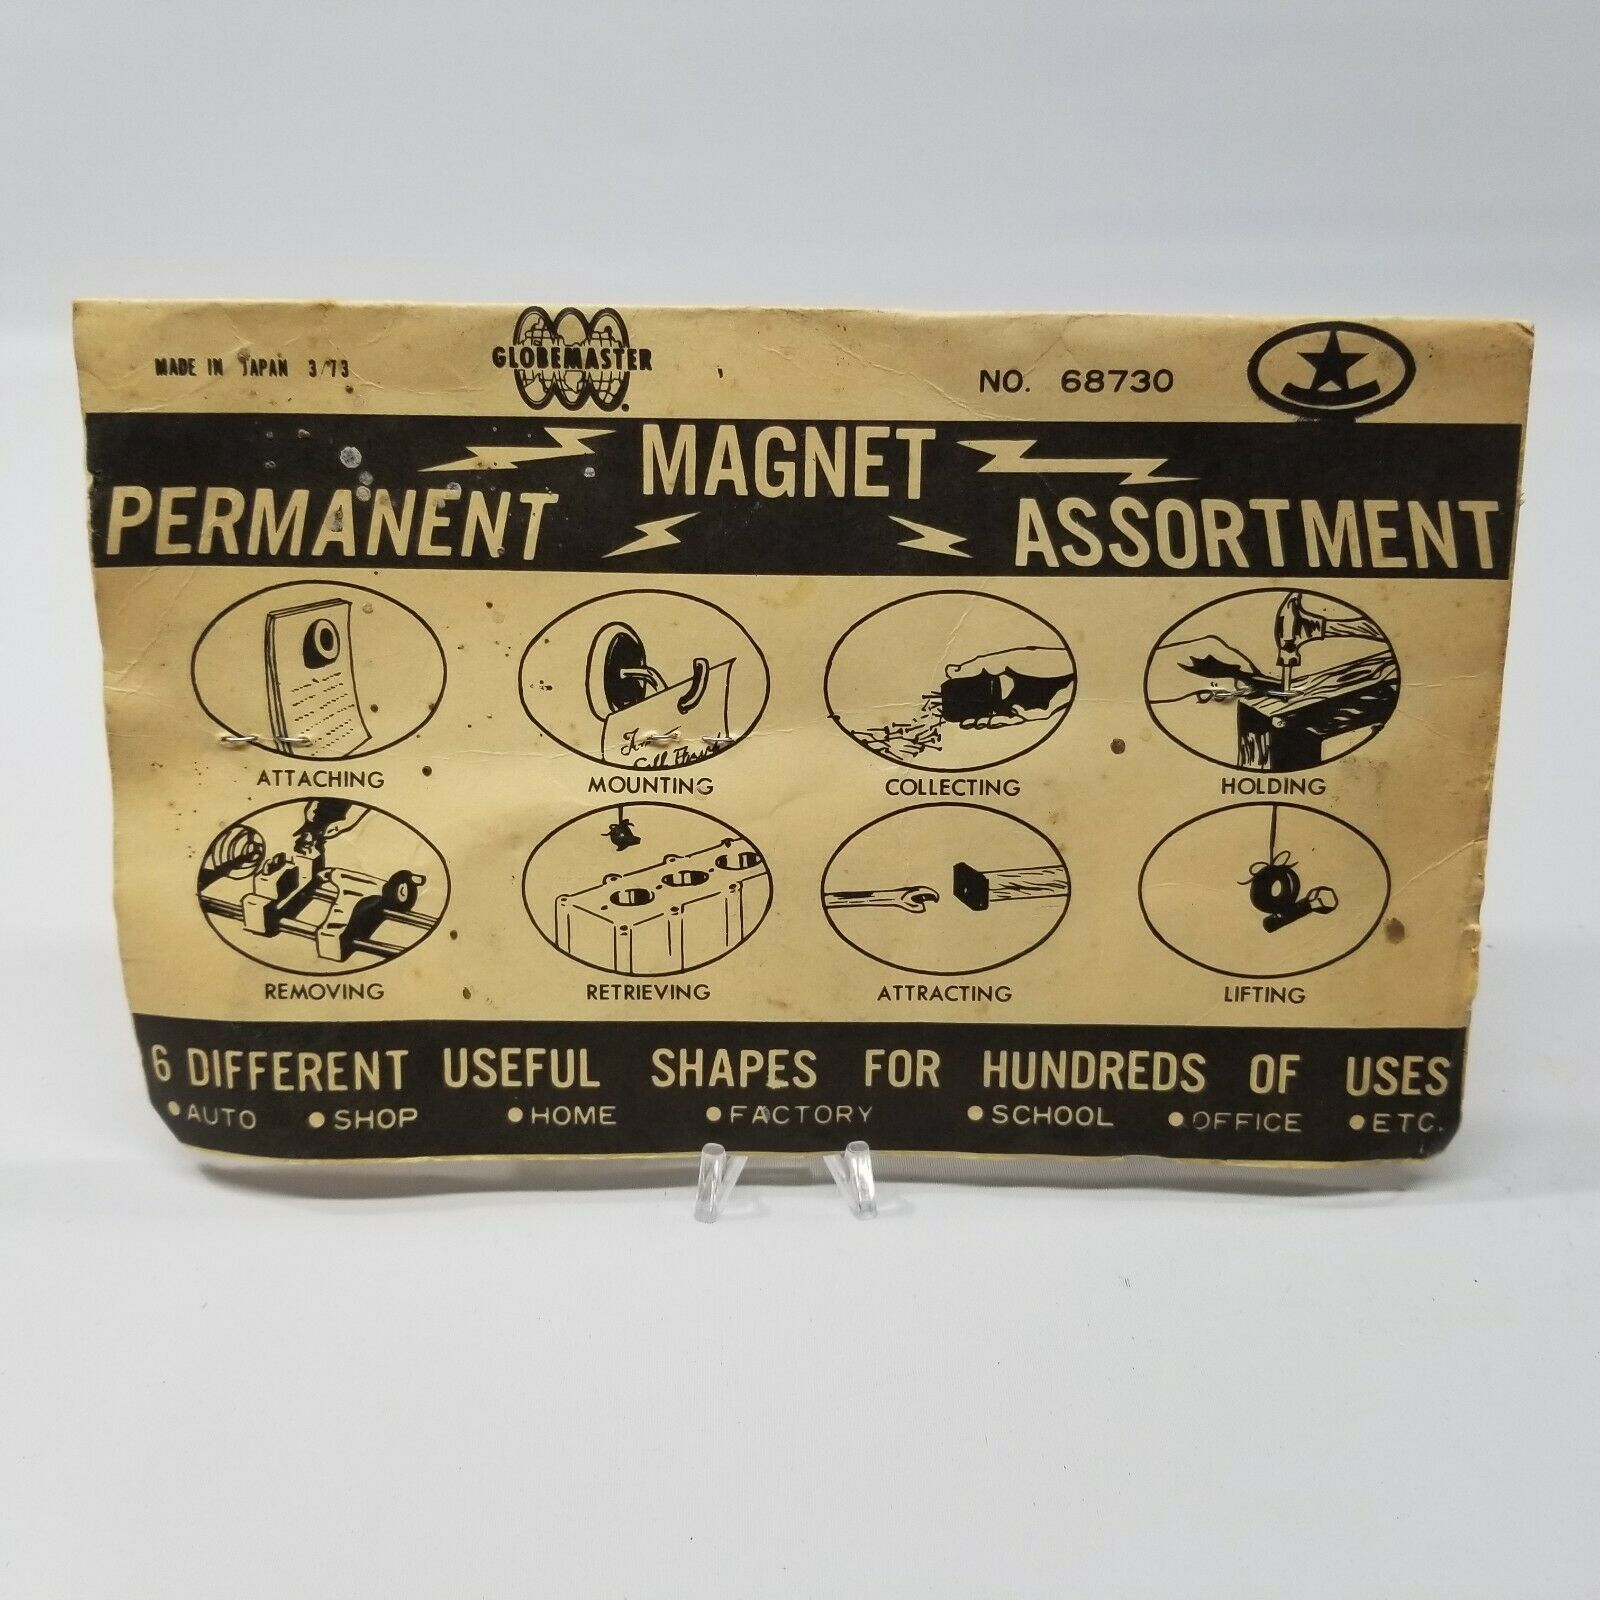 MADE IN JAPAN 3/73
GLOBEMASTER
NO. 68730
PERMANENT MAGNET ASSORTMENT
ATTACHING
MOUNTING
COLLECTING
HOLDING
Call
REMOVING
RETRIEVING
ATTRACTING
LIFTING
6 DIFFERENT USEFUL SHAPES FOR HUNDREDS OF USES
• AUTO • SHOP • HOME • FACTORY • SCHOOL • OFFICE • ETC.